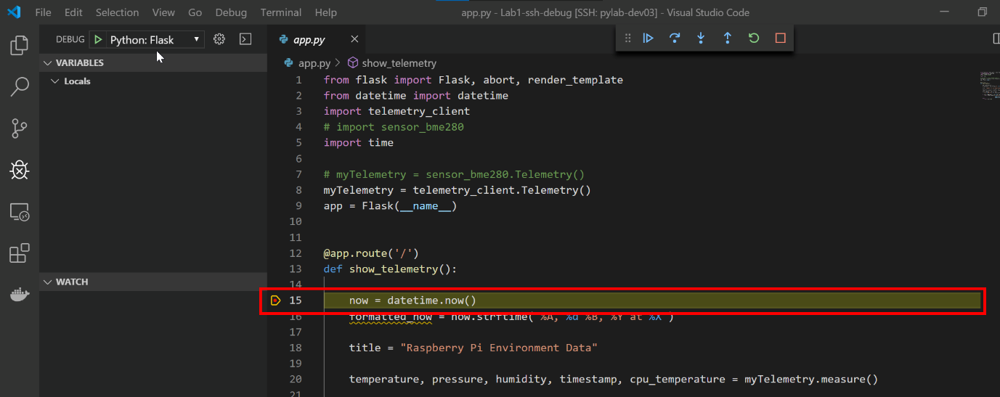 File Edit Selection View Go Debug Terminal Help app.py - Lab1-ssh-debug [SSH: pylab-dev03] - Visual Studio Code
DEBUG Python: Flask
VARIABLES
Locals
WATCH
app.py
app.py > show_telemetry
1 from flask import Flask, abort, render_template
2 from datetime import datetime
3 import telemetry_client
4 # import sensor_bme280
5 import time
6
7 # myTelemetry = sensor_bme280.Telemetry()
8 myTelemetry = telemetry_client.Telemetry()
9 app = Flask(__name__)
10
11
12 @app.route('/')
13 def show_telemetry():
14
15 now = datetime.now()
16 formatted_now = now.strftime("%A, %d %B, %Y at %X")
17
18 title = "Raspberry Pi Environment Data"
19
20 temperature, pressure, humidity, timestamp, cpu_temperature = myTelemetry.measure()
21